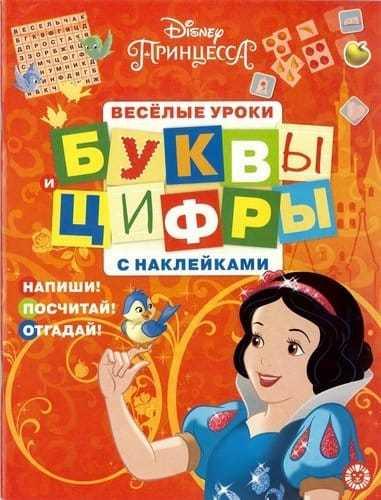 Disney
ПРИНЦЕССА
ВЕСЁЛЫЕ УРОКИ
БУКВЫ
И
ЦИФРЫ
С НАКЛЕЙКАМИ
НАПИШИ!
ПОСЧИТАЙ!
ОТГАДАЙ!